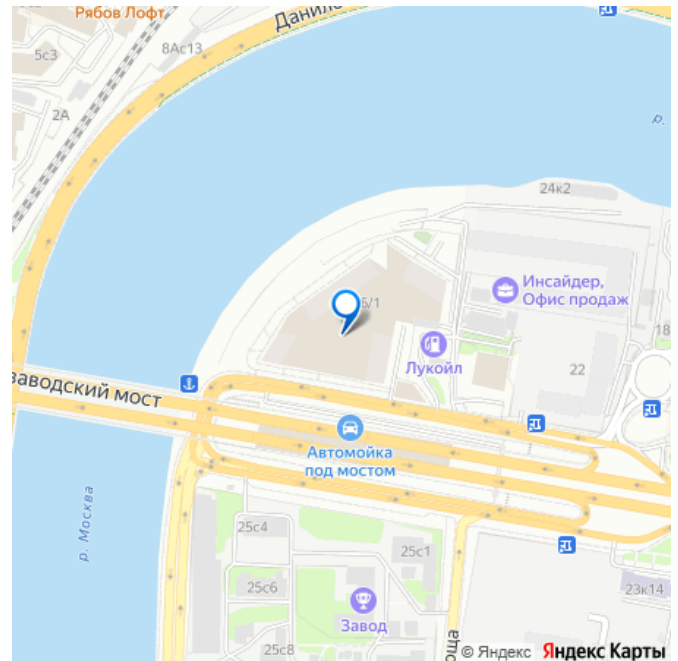 Рябов Лофт
5с3
8Ас13
Данило
2А
р.
24к2
Инсайдер,
Офис продаж
5/1
Лукойл
18
22
заводский мост
Автомойка
под мостом
р. Москва
25с4
25с1
25с6
Завод
23к14
25с8
оща
© Яндекс Яндекс Карты